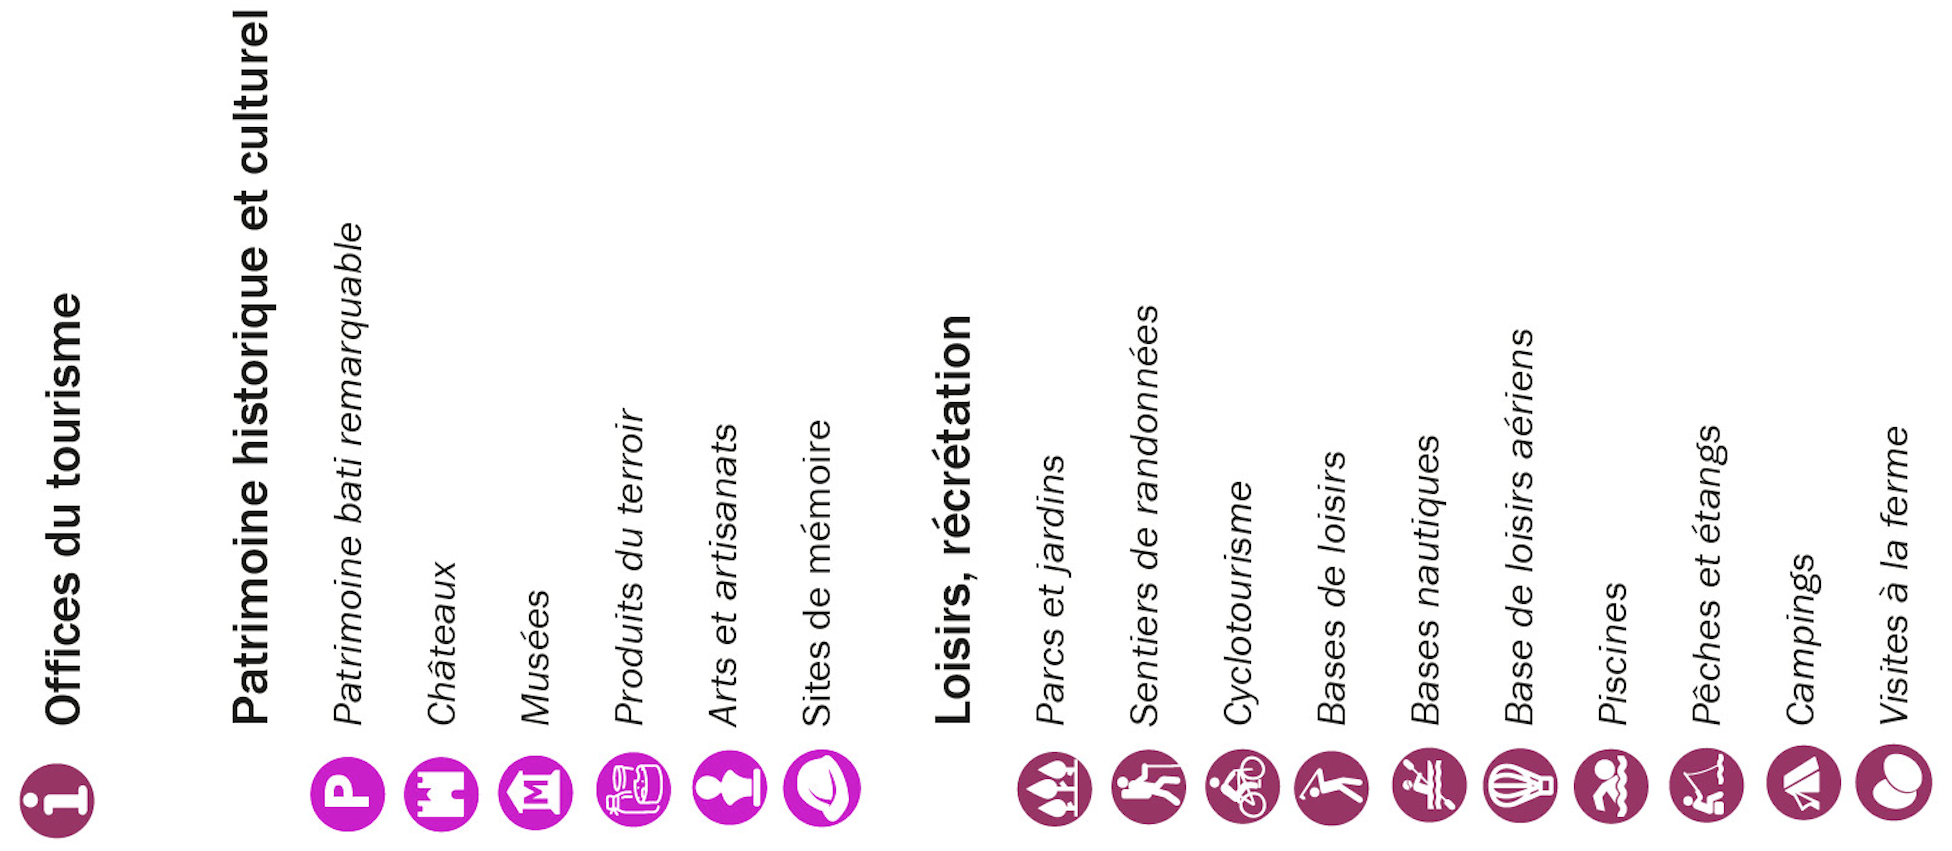 i Offices du tourisme
Patrimoine historique et culturel
P Patrimoine bati remarquable
Châteaux
M Musées
Produits du terroir
Arts et artisanats
Sites de mémoire
Loisirs, récrétation
Parcs et jardins
Sentiers de randonnées
Cyclotourisme
Bases de loisirs
Bases nautiques
Base de loisirs aériens
Piscines
Pêches et étangs
Campings
Visites à la ferme